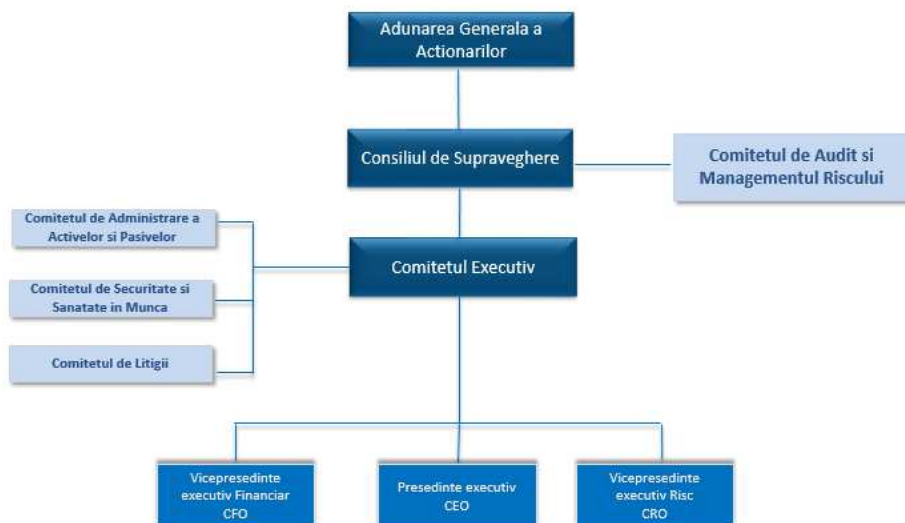 Adunarea Generala a
Actionarilor
Consiliul de Supraveghere
Comitetul de Audit si
Managementul Riscului
Comitetul de Administrare a
Activelor si Pasivelor
Comitetul Executiv
Comitetul de Securitate si
Sanatate in Munca
Comitetul de Litigii
Vicepresedinte
executiv Financiar
CFO
Presedinte executiv
CEO
Vicepresedinte
executiv Risc
CRO